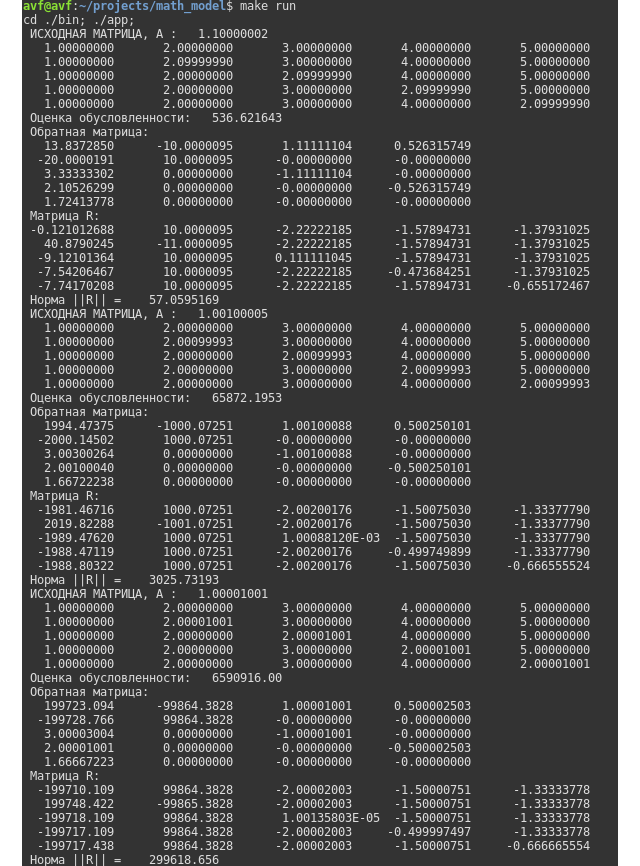 avf@avf:~/projects/math_model$ make run
cd ./bin; ./app;
ИСХОДНАЯ МАТРИЦА, A : 1.10000002
1.00000000 2.00000000 3.00000000 4.00000000 5.00000000
1.00000000 2.09999990 3.00000000 4.00000000 5.00000000
1.00000000 2.00000000 2.09999990 4.00000000 5.00000000
1.00000000 2.00000000 3.00000000 2.09999990 5.00000000
1.00000000 2.00000000 3.00000000 4.00000000 2.09999990
Оценка обусловленности: 536.621643
Обратная матрица:
13.8372850 -10.0000095 1.11111104 0.526315749
-20.0000191 10.0000095 -0.00000000 -0.00000000
3.33333302 0.00000000 -1.11111104 -0.00000000
2.10526299 0.00000000 -0.00000000 -0.526315749
1.72413778 0.00000000 -0.00000000 -0.00000000
Матрица R:
-0.121012688 10.0000095 -2.22222185 -1.57894731 -1.37931025
40.8790245 -11.0000095 -2.22222185 -1.57894731 -1.37931025
-9.12101364 10.0000095 0.111111045 -1.57894731 -1.37931025
-7.54206467 10.0000095 -2.22222185 -0.473684251 -1.37931025
-7.74170208 10.0000095 -2.22222185 -1.57894731 -0.655172467
Норма ||R|| = 57.0595169
ИСХОДНАЯ МАТРИЦА, A : 1.00100005
1.00000000 2.00000000 3.00000000 4.00000000 5.00000000
1.00000000 2.00099993 3.00000000 4.00000000 5.00000000
1.00000000 2.00000000 2.00099993 4.00000000 5.00000000
1.00000000 2.00000000 3.00000000 2.00099993 5.00000000
1.00000000 2.00000000 3.00000000 4.00000000 2.00099993
Оценка обусловленности: 65872.1953
Обратная матрица:
1994.47375 -1000.07251 1.00100088 0.500250101
-2000.14502 1000.07251 -0.00000000 -0.00000000
3.00300264 0.00000000 -1.00100088 -0.00000000
2.00100040 0.00000000 -0.00000000 -0.500250101
1.66722238 0.00000000 -0.00000000 -0.00000000
Матрица R:
-1981.46716 1000.07251 -2.00200176 -1.50075030 -1.33377790
2019.82288 -1001.07251 -2.00200176 -1.50075030 -1.33377790
-1989.47620 1000.07251 1.00088120E-03 -1.50075030 -1.33377790
-1988.47119 1000.07251 -2.00200176 -0.499749899 -1.33377790
-1988.80322 1000.07251 -2.00200176 -1.50075030 -0.666555524
Норма ||R|| = 3025.73193
ИСХОДНАЯ МАТРИЦА, A : 1.00001001
1.00000000 2.00000000 3.00000000 4.00000000 5.00000000
1.00000000 2.00001001 3.00000000 4.00000000 5.00000000
1.00000000 2.00000000 2.00001001 4.00000000 5.00000000
1.00000000 2.00000000 3.00000000 2.00001001 5.00000000
1.00000000 2.00000000 3.00000000 4.00000000 2.00001001
Оценка обусловленности: 6590916.00
Обратная матрица:
199723.094 -99864.3828 1.00001001 0.500002503
-199728.766 99864.3828 -0.00000000 -0.00000000
3.00003004 0.00000000 -1.00001001 -0.00000000
2.00001001 0.00000000 -0.00000000 -0.500002503
1.66667223 0.00000000 -0.00000000 -0.00000000
Матрица R:
-199710.109 99864.3828 -2.00002003 -1.50000751 -1.33333778
199748.422 -99865.3828 -2.00002003 -1.50000751 -1.33333778
-199718.109 99864.3828 1.00135803E-05 -1.50000751 -1.33333778
-199717.109 99864.3828 -2.00002003 -0.499997497 -1.33333778
-199717.438 99864.3828 -2.00002003 -1.50000751 -0.666665554
Норма ||R|| = 299618.656